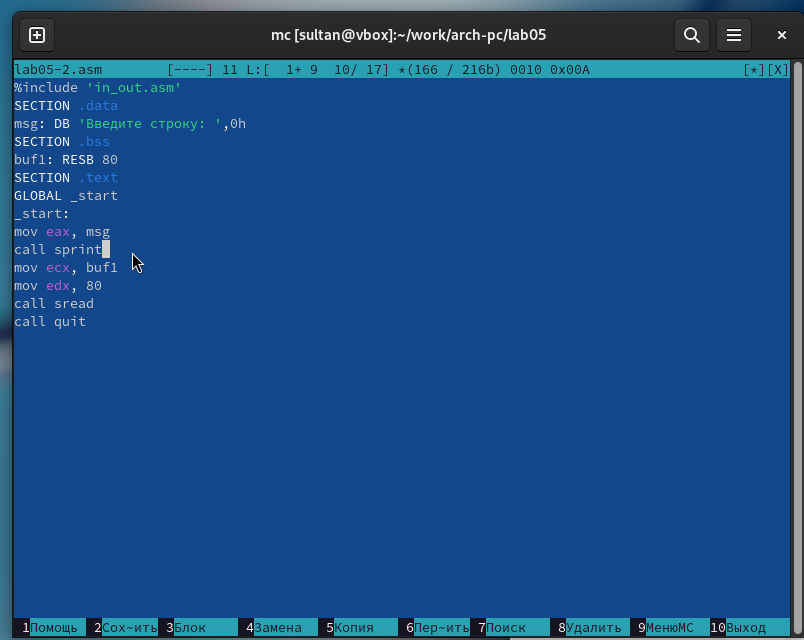 mc [sultan@vbox]:~/work/arch-pc/lab05
lab05-2.asm [----] 11 L:[ 1+ 9 10/ 17] *(166 / 216b) 0010 0x00A [*][X]
%include 'in_out.asm'
SECTION .data
msg: DB 'Введите строку: ',0h
SECTION .bss
buf1: RESB 80
SECTION .text
GLOBAL _start
_start:
mov eax, msg
call sprint
mov ecx, buf1
mov edx, 80
call sread
call quit
1Помощь 2Сох~ить 3Блок 4Замена 5Копия 6Пер~ить 7Поиск 8Удалить 9МенюMC 10Выход